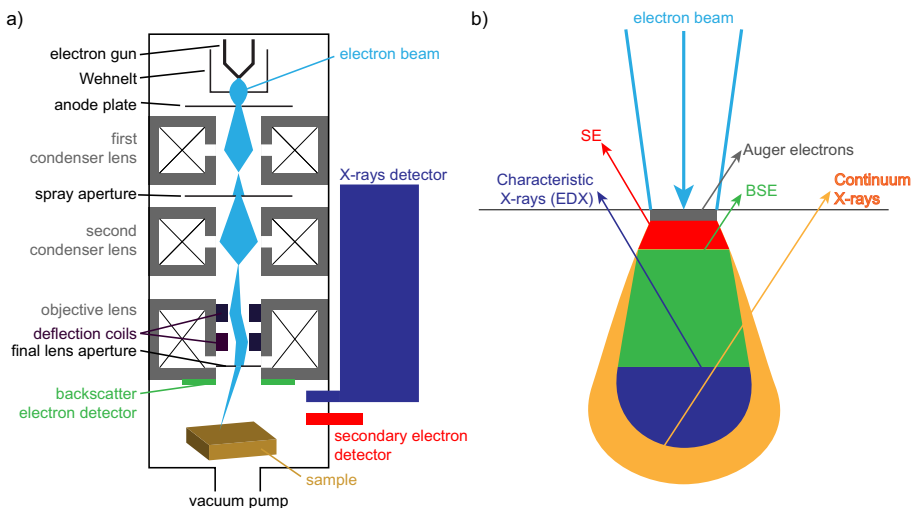 a)
electron gun
Wehnelt
anode plate
electron beam
first
condenser lens
spray aperture
X-rays detector
second
condenser lens
objective lens
deflection coils
final lens aperture
backscatter
electron detector
secondary electron
detector
sample
vacuum pump
b)
electron beam
SE
Auger electrons
Characteristic
X-rays (EDX)
BSE
Continuum
X-rays